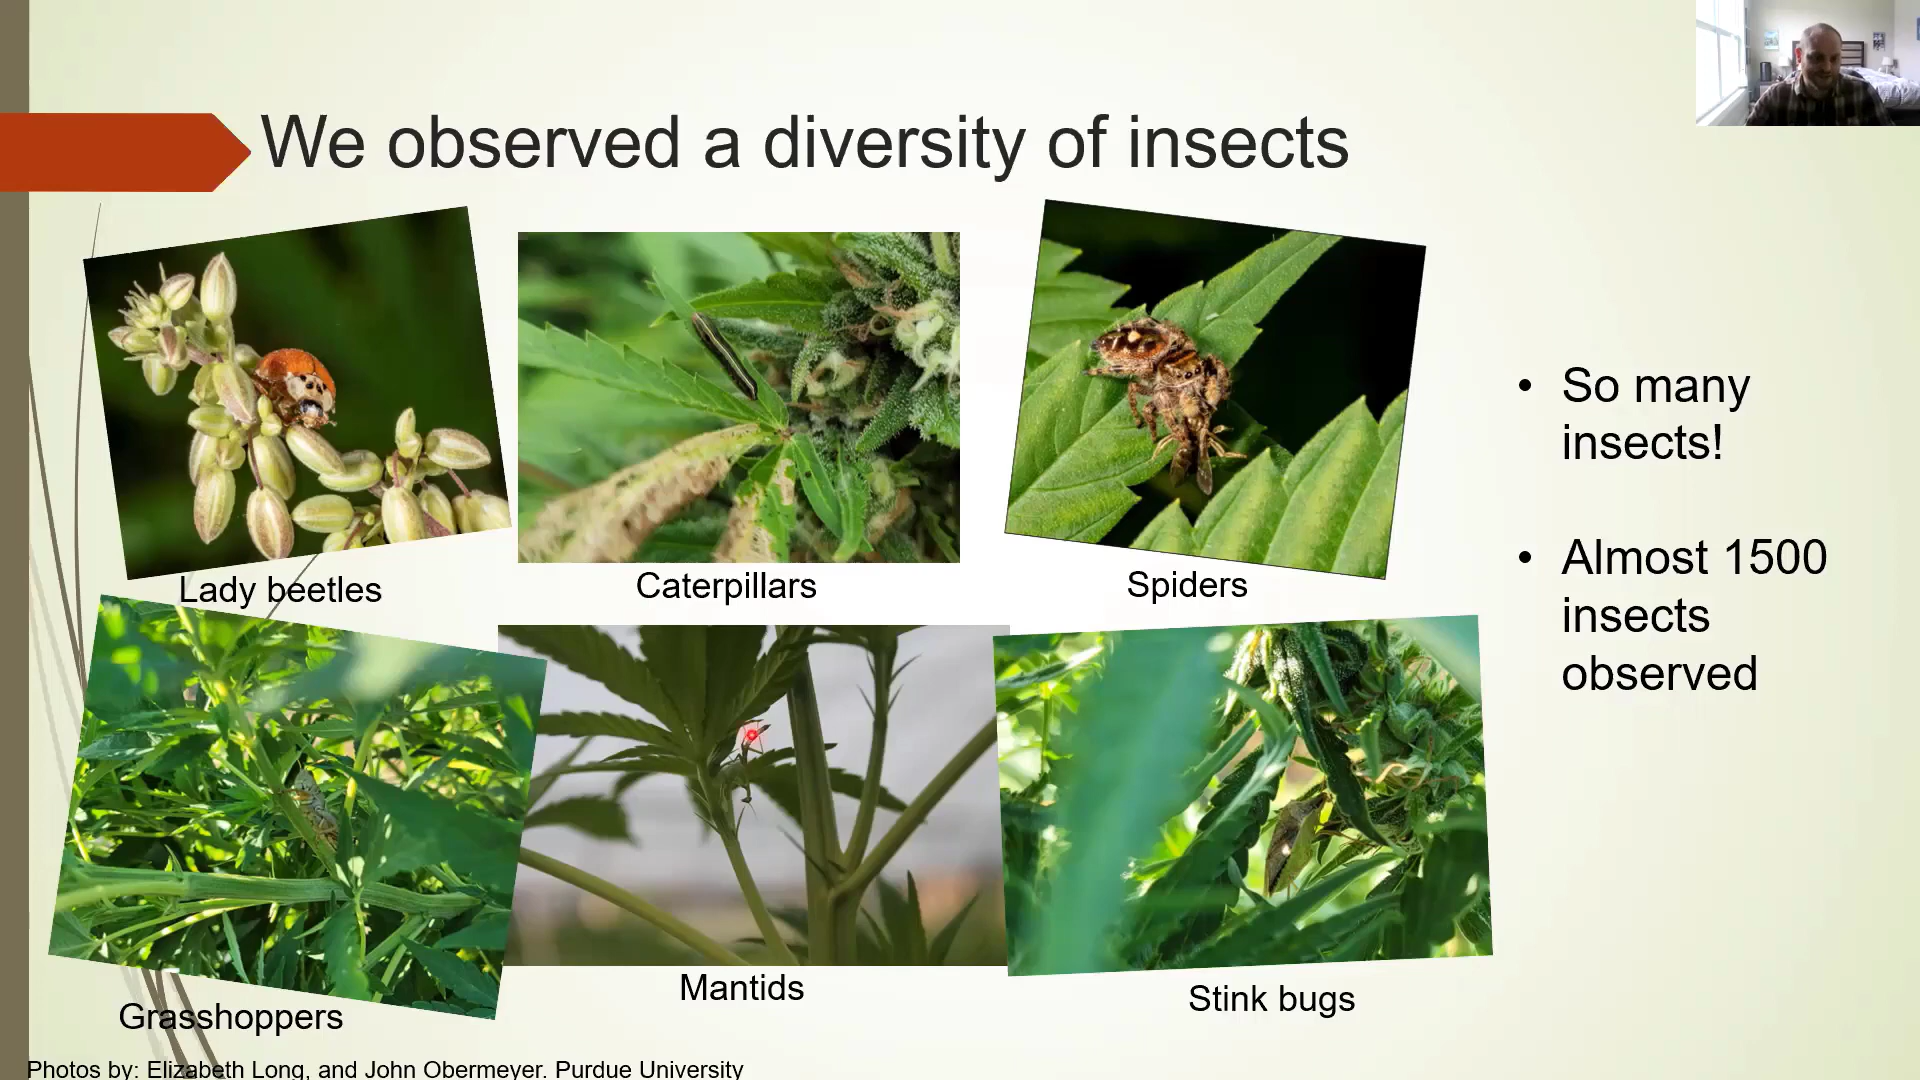 We observed a diversity of insects
Lady beetles
Caterpillars
Spiders
Grasshoppers
Mantids
Stink bugs
• So many
insects!
• Almost 1500
insects
observed
Photos by: Elizabeth Long, and John Obermeyer. Purdue University